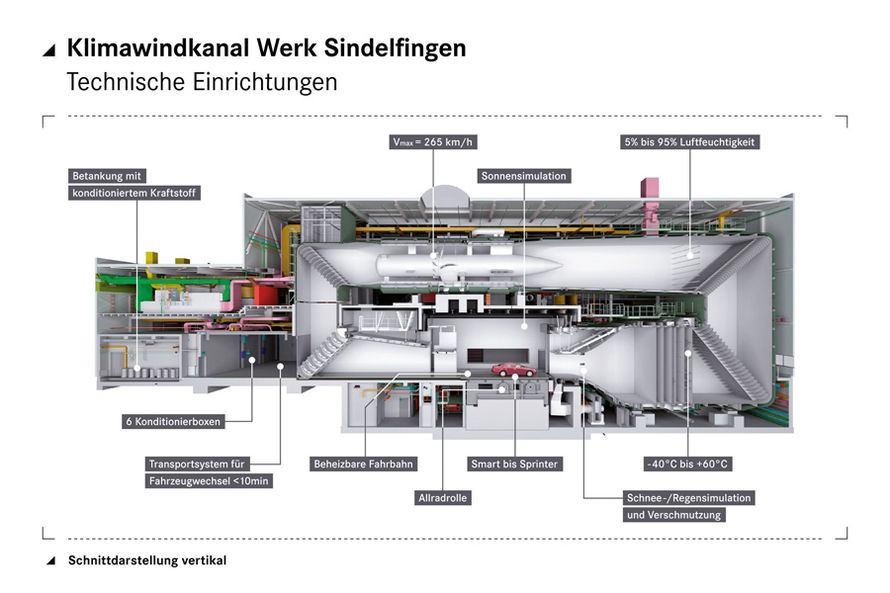 Klimawindkanal Werk Sindelfingen
Technische Einrichtungen
Vmax = 265 km/h
5% bis 95% Luftfeuchtigkeit
Betankung mit
konditioniertem Kraftstoff
Sonnensimulation
6 Konditionierboxen
Transportsystem für
Fahrzeugwechsel <10min
Beheizbare Fahrbahn
Smart bis Sprinter
-40°C bis +60°C
Allradrolle
Schnee-/Regensimulation
und Verschmutzung
Schnittdarstellung vertikal